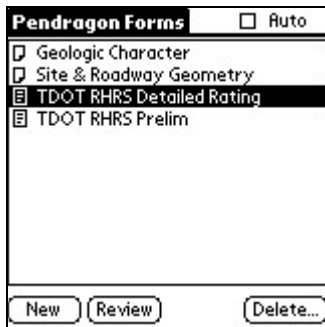 Pendragon Forms Auto
Geologic Character
Site & Roadway Geometry
TDOT RHRS Detailed Rating
TDOT RHRS Prelim
New Review Delete...